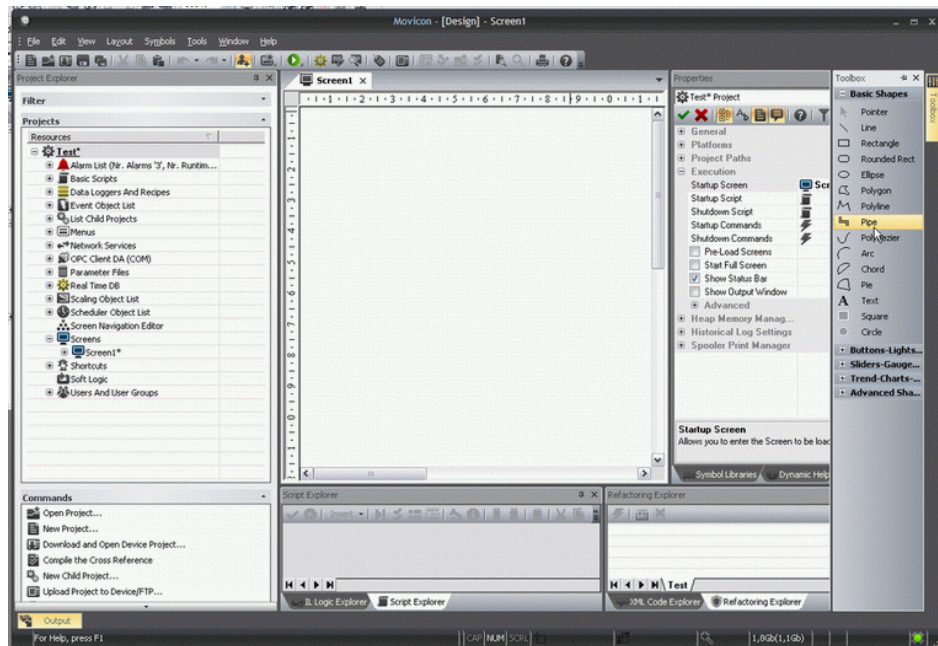 Movicon - [Design] - Screen1
File Edit View Layout Symbols Tools Window Help
Project Explorer
Filter
Projects
Resources
Test*
Alarm List (Nr. Alarms '3', Nr. Runtim...
Basic Scripts
Data Loggers And Recipes
Event Object List
List Child Projects
Menus
Network Services
OPC Client DA (COM)
Parameter Files
Real Time DB
Scaling Object List
Scheduler Object List
Screen Navigation Editor
Screens
Screen1*
Shortcuts
Soft Logic
Users And User Groups
Commands
Open Project...
New Project...
Download and Open Device Project...
Compile the Cross Reference
New Child Project...
Upload Project to Device/FTP...
Screen1
Properties
Test* Project
General
Platforms
Project Paths
Execution
Startup Screen Scr
Startup Script
Shutdown Script
Startup Commands
Shutdown Commands
Pre-Load Screens
Start Full Screen
Show Status Bar
Show Output Window
Advanced
Heap Memory Manag...
Historical Log Settings
Spooler Print Manager
Startup Screen
Allows you to enter the Screen to be load
Symbol Libraries Dynamic Help
Toolbox
Basic Shapes
Pointer
Line
Rectangle
Rounded Rect
Ellipse
Polygon
Polyline
Pipe
Arc
Chord
Pie
Text
Square
Circle
Buttons-Lights...
Sliders-Gauge...
Trend-Charts-...
Advanced Sha...
Toolbox
Script Explorer
Insert
IL Logic Explorer Script Explorer
Refactoring Explorer
Test
XML Code Explorer Refactoring Explorer
Output
For Help, press F1
CAP NUM SCRL
1,8Gb(1,1Gb)